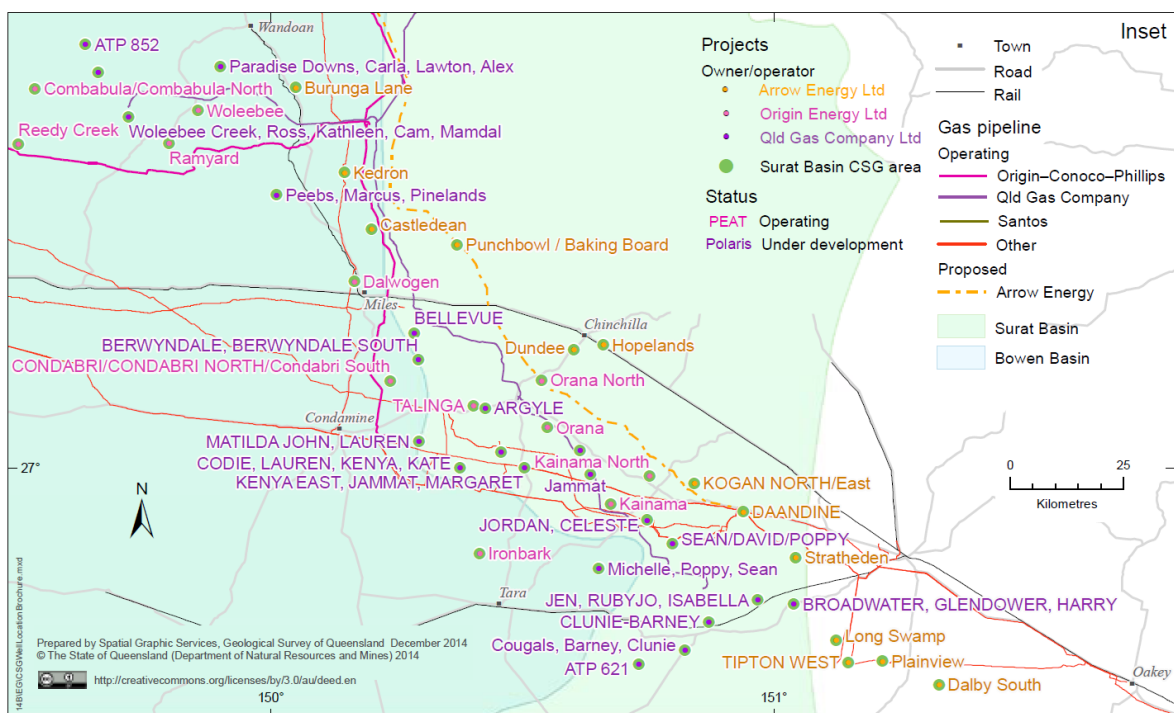 Inset
Wandoan
ATP 852
Paradise Downs, Carla, Lawton, Alex
Combabula/Combabula North
Burunga Lane
Woleebee
Reedy Creek
Woleebee Creek, Ross, Kathleen, Cam, Mamdal
Ramyard
Kedron
Peebs, Marcus, Pinelands
Castledean
Punchbowl / Baking Board
Dalwogen
Miles
BELLEVUE
Chinchilla
BERWYNDALE, BERWYNDALE SOUTH
Dundee
Hopelands
CONDABRI/CONDABRI NORTH/Condabri South
Orana North
TALINGA
ARGYLE
Condamine
Orana
MATILDA JOHN, LAUREN
CODIE, LAUREN, KENYA, KATE
Kainama North
27°
27°
KENYA EAST, JAMMAT, MARGARET
Jammat
KOGAN NORTH/East
Kainama
DAANDINE
JORDAN, CELESTE
SEAN/DAVID/POPPY
Ironbark
Stratheden
Michelle, Poppy, Sean
Tara
JEN, RUBYJO, ISABELLA
BROADWATER, GLENDOWER, HARRY
CLUNIE-BARNEY
Long Swamp
Cougals, Barney, Clunie
ATP 621
TIPTON WEST
Plainview
Dalby South
Oakey
150°
151°
N
Projects
Owner/operator
Arrow Energy Ltd
Origin Energy Ltd
Qld Gas Company Ltd
Surat Basin CSG area
Status
PEAT Operating
Polaris Under development
Town
Road
Rail
Gas pipeline
Operating
Origin–Conoco–Phillips
Qld Gas Company
Santos
Other
Proposed
Arrow Energy
Surat Basin
Bowen Basin
0 25
Kilometres
Prepared by Spatial Graphic Services, Geological Survey of Queensland December 2014
© The State of Queensland (Department of Natural Resources and Mines) 2014
cc BY
http://creativecommons.org/licenses/by/3.0/au/deed.en
14B\EG\CSGWellLocationBrochure.mxd